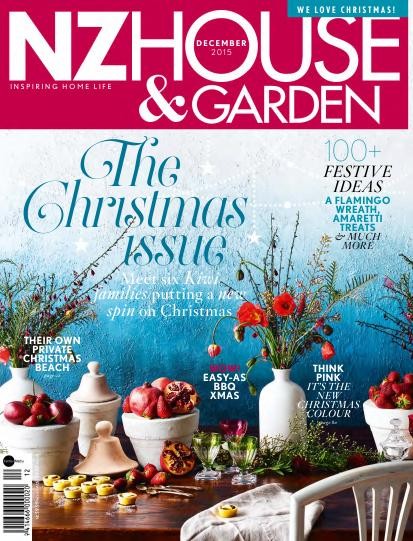 WE LOVE CHRISTMAS!
NZ HOUSE
DECEMBER
2015
INSPIRING HOME LIFE
& GARDEN
The
Christmas
issue
Meet six Kiwi
families putting a new
spin on Christmas
100+
FESTIVE
IDEAS
A FLAMINGO
WREATH,
AMARETTI
TREATS
& MUCH
MORE
THEIR OWN
PRIVATE
CHRISTMAS
BEACH
EASY-AS
BBQ
XMAS
THINK
PINK
IT'S THE
NEW
CHRISTMAS
COLOUR